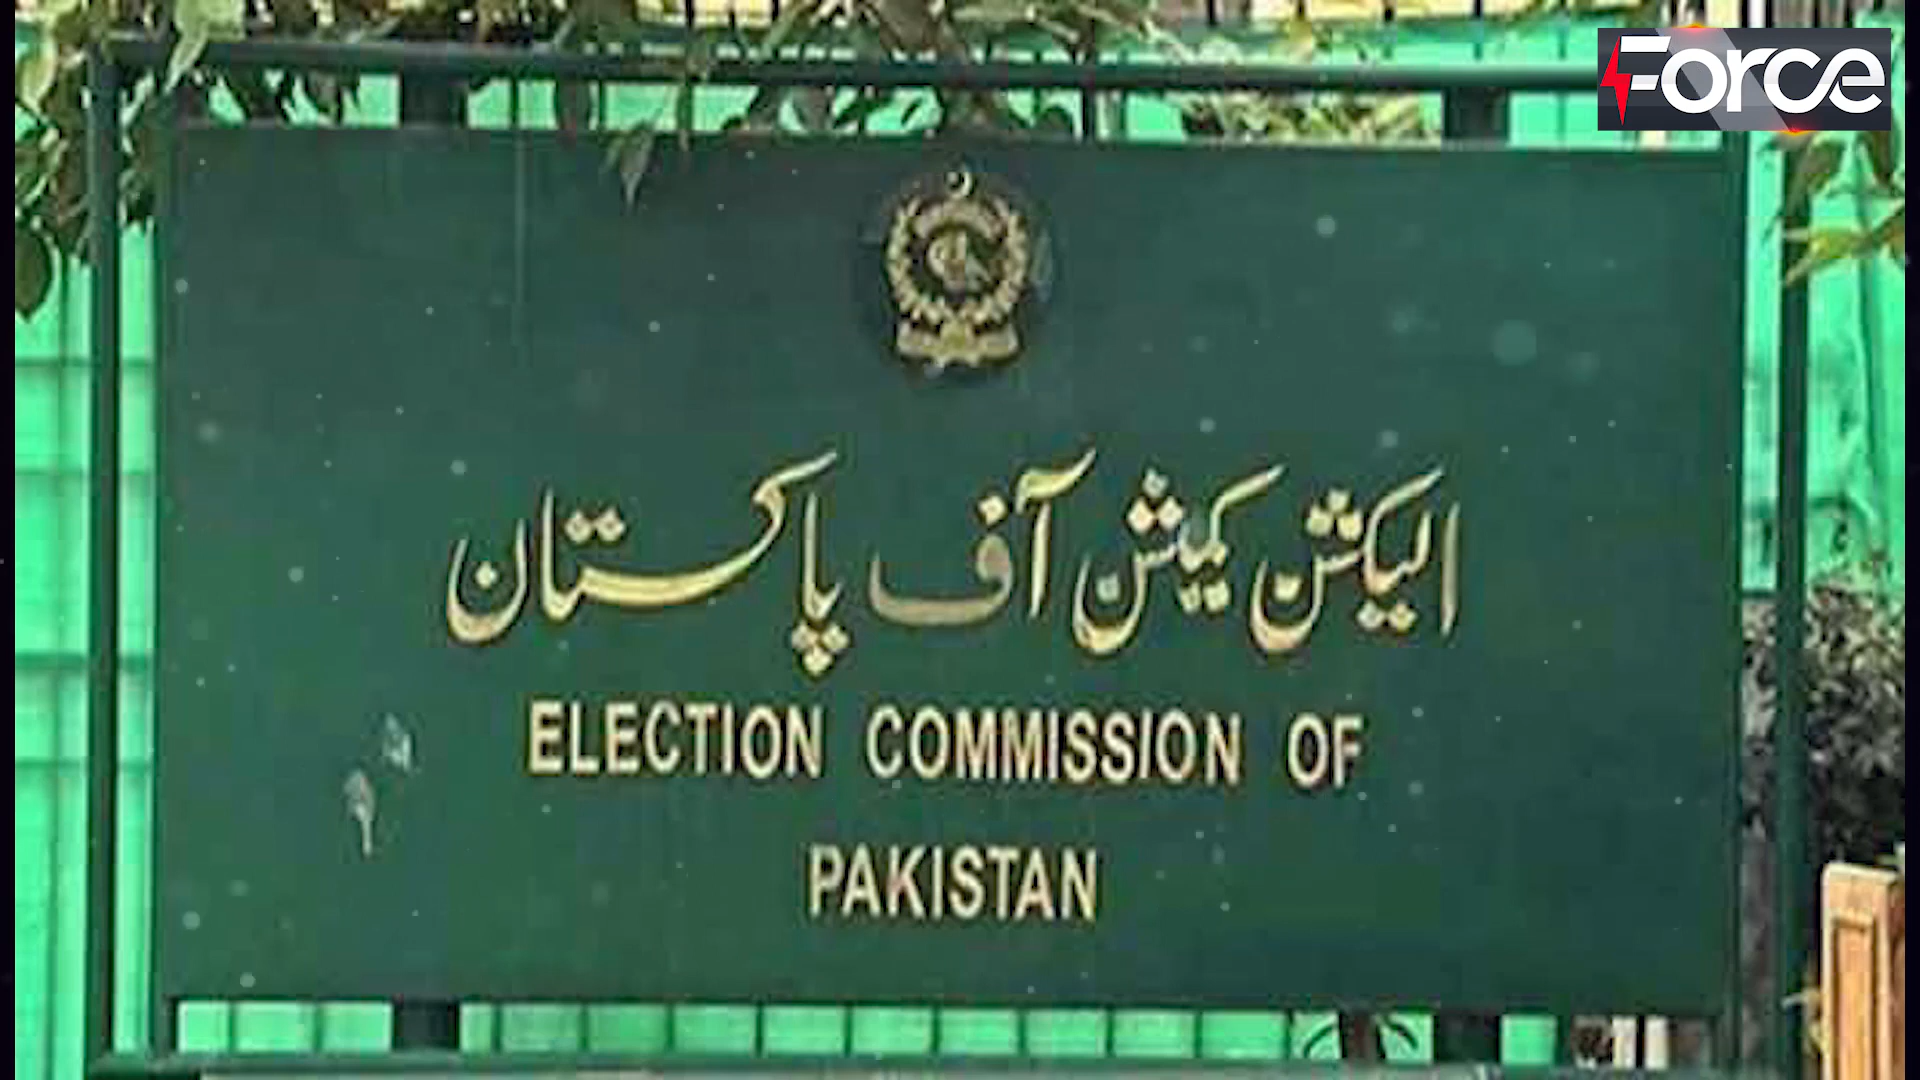 Force
الیکشن کمیشن آف پاکستان
ELECTION COMMISSION OF
PAKISTAN